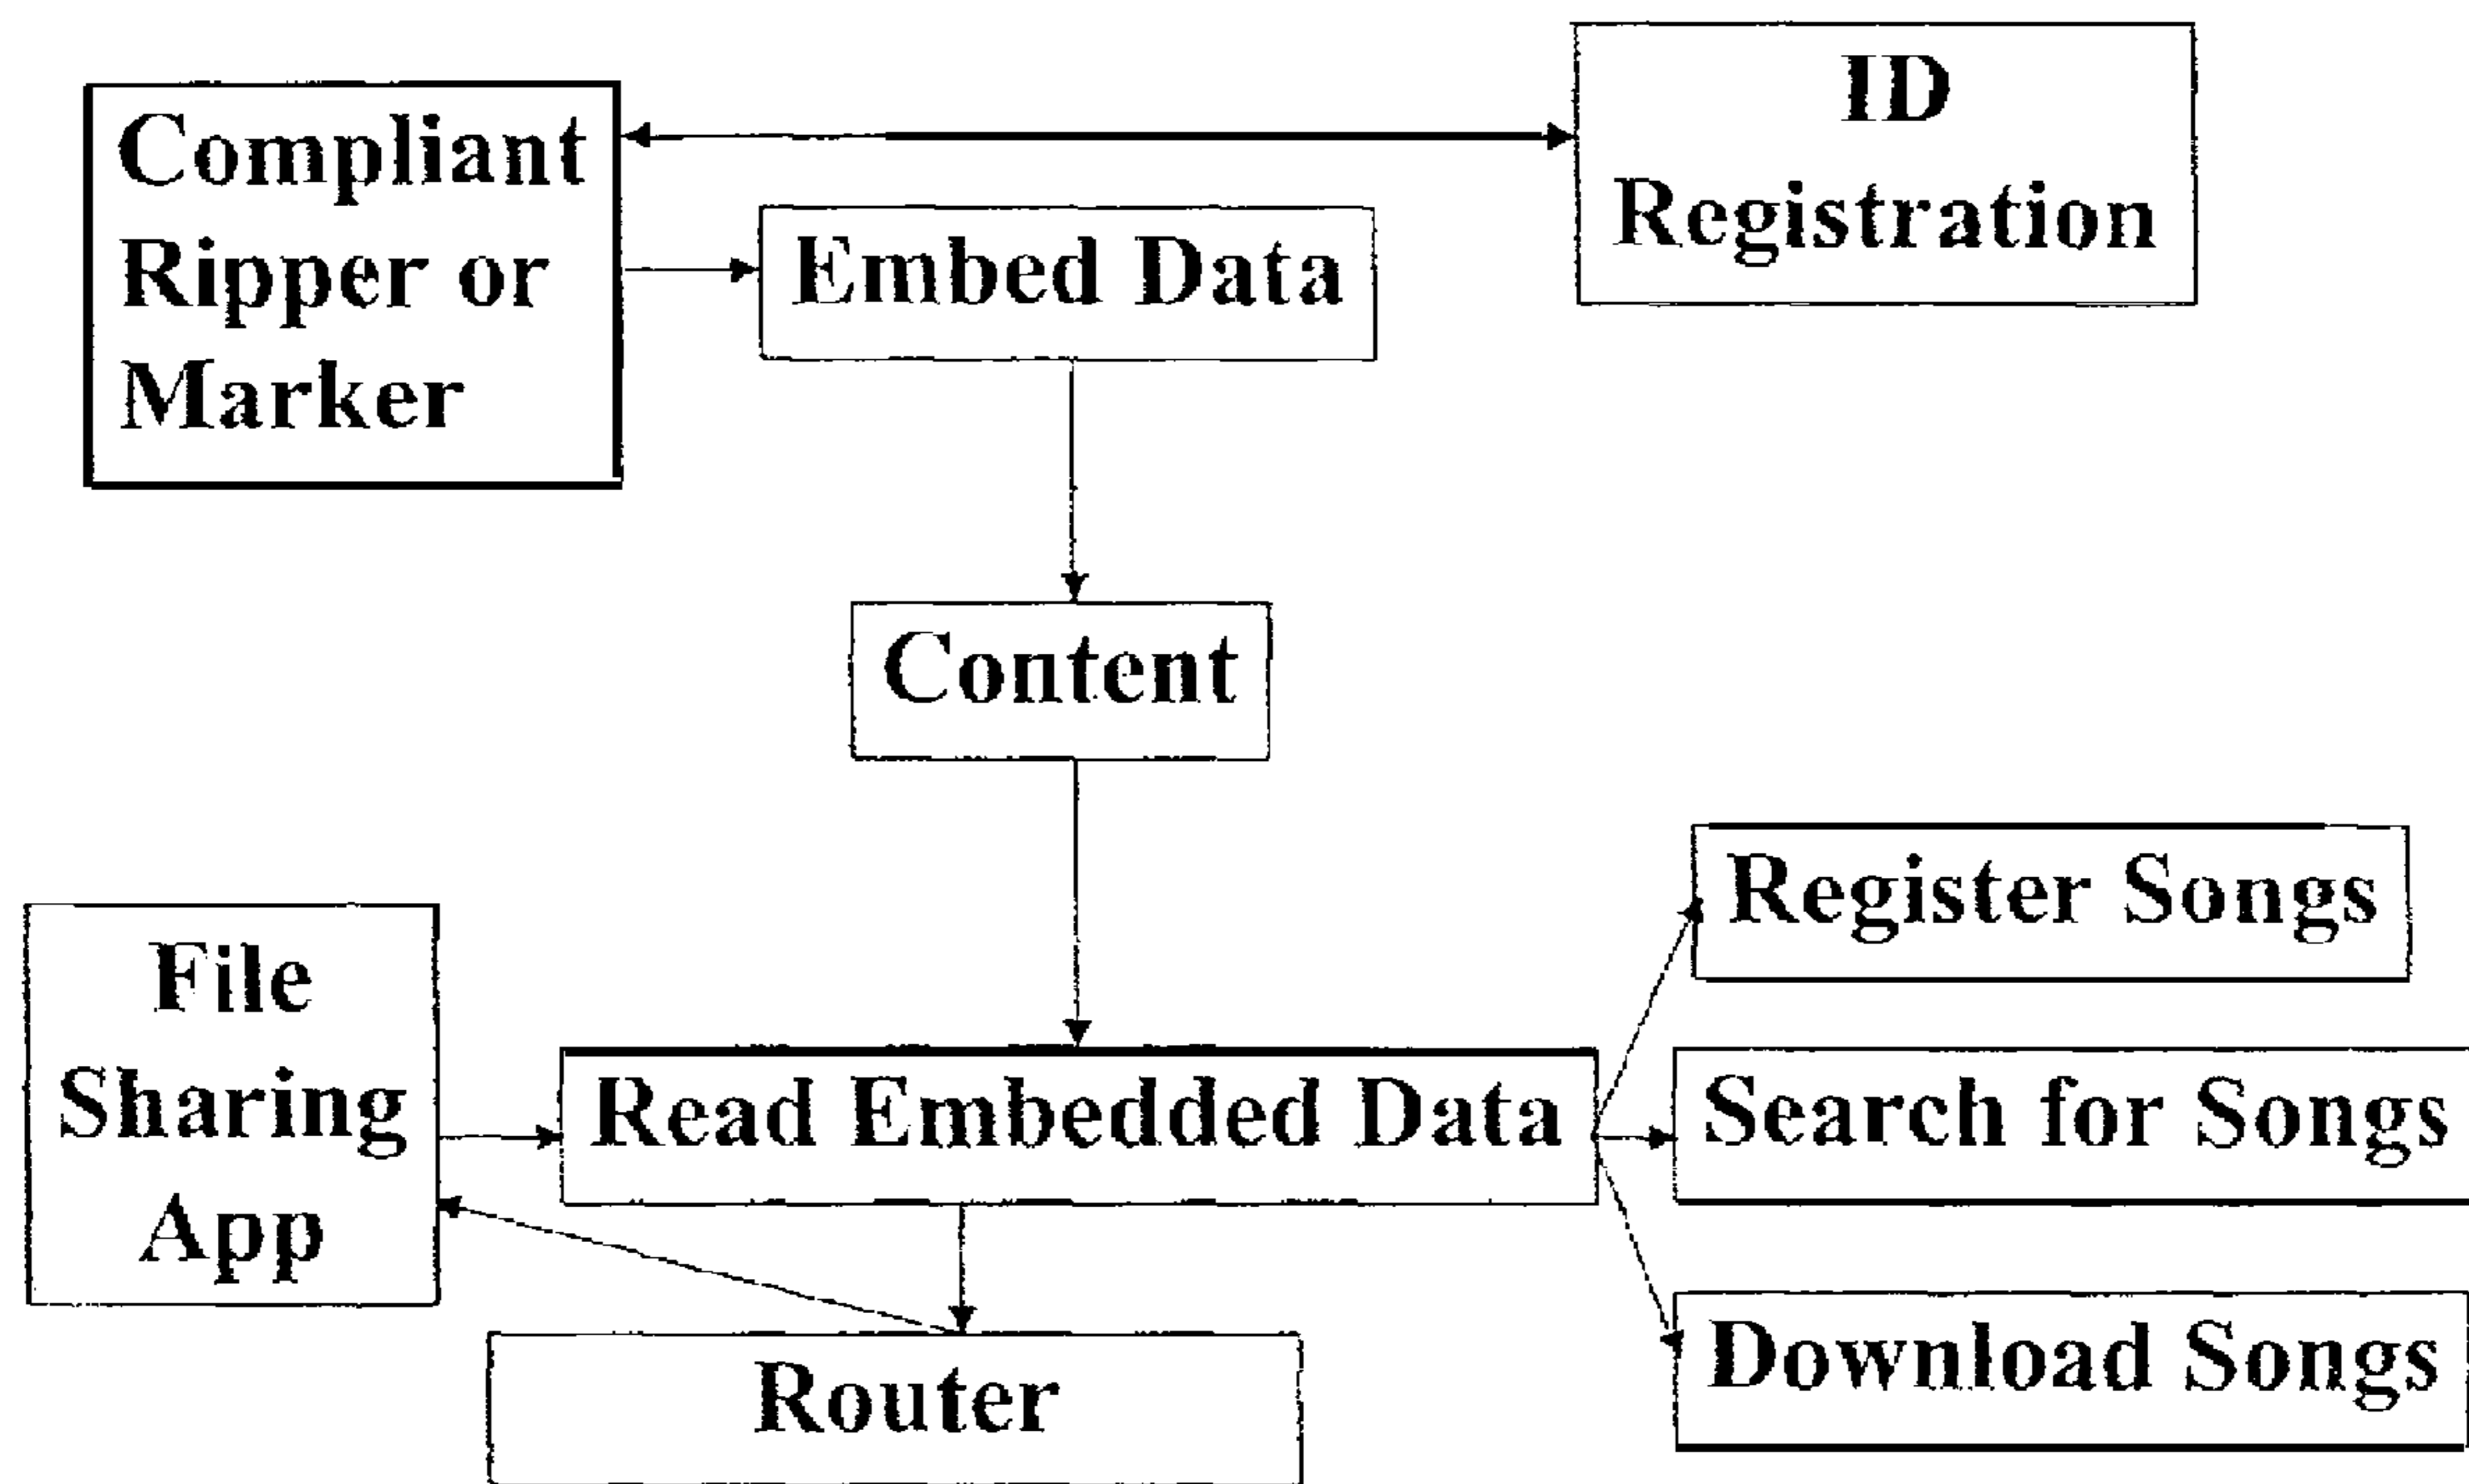 Compliant
Ripper or
Marker
ID
Registration
Embed Data
Content
Register Songs
File
Sharing
App
Read Embedded Data
Search for Songs
Download Songs
Router